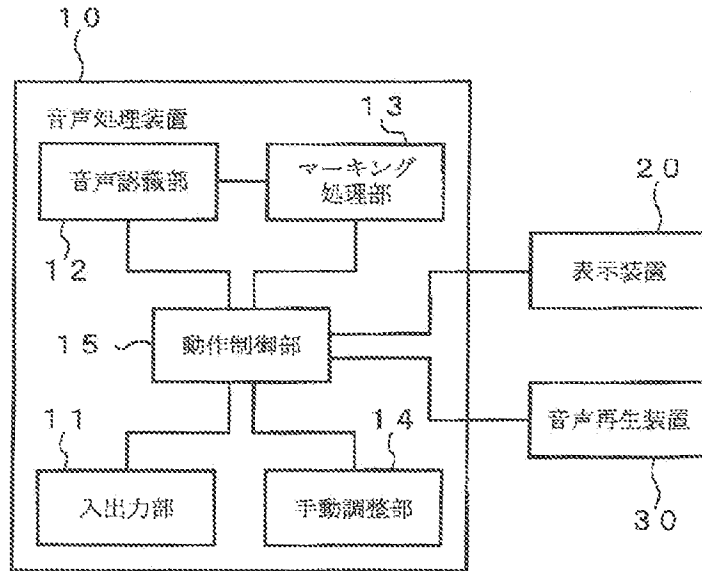 10
音声処理装置
13
音声認識部
マーキング
処理部
12
20
表示装置
15
動作制御部
11
14
音声再生装置
入出力部
手動調整部
30